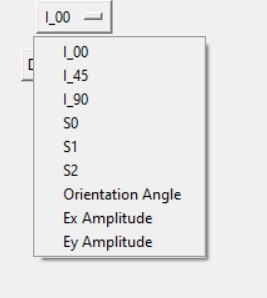 I_00
I_00
I_45
I_90
S0
S1
S2
Orientation Angle
Ex Amplitude
Ey Amplitude